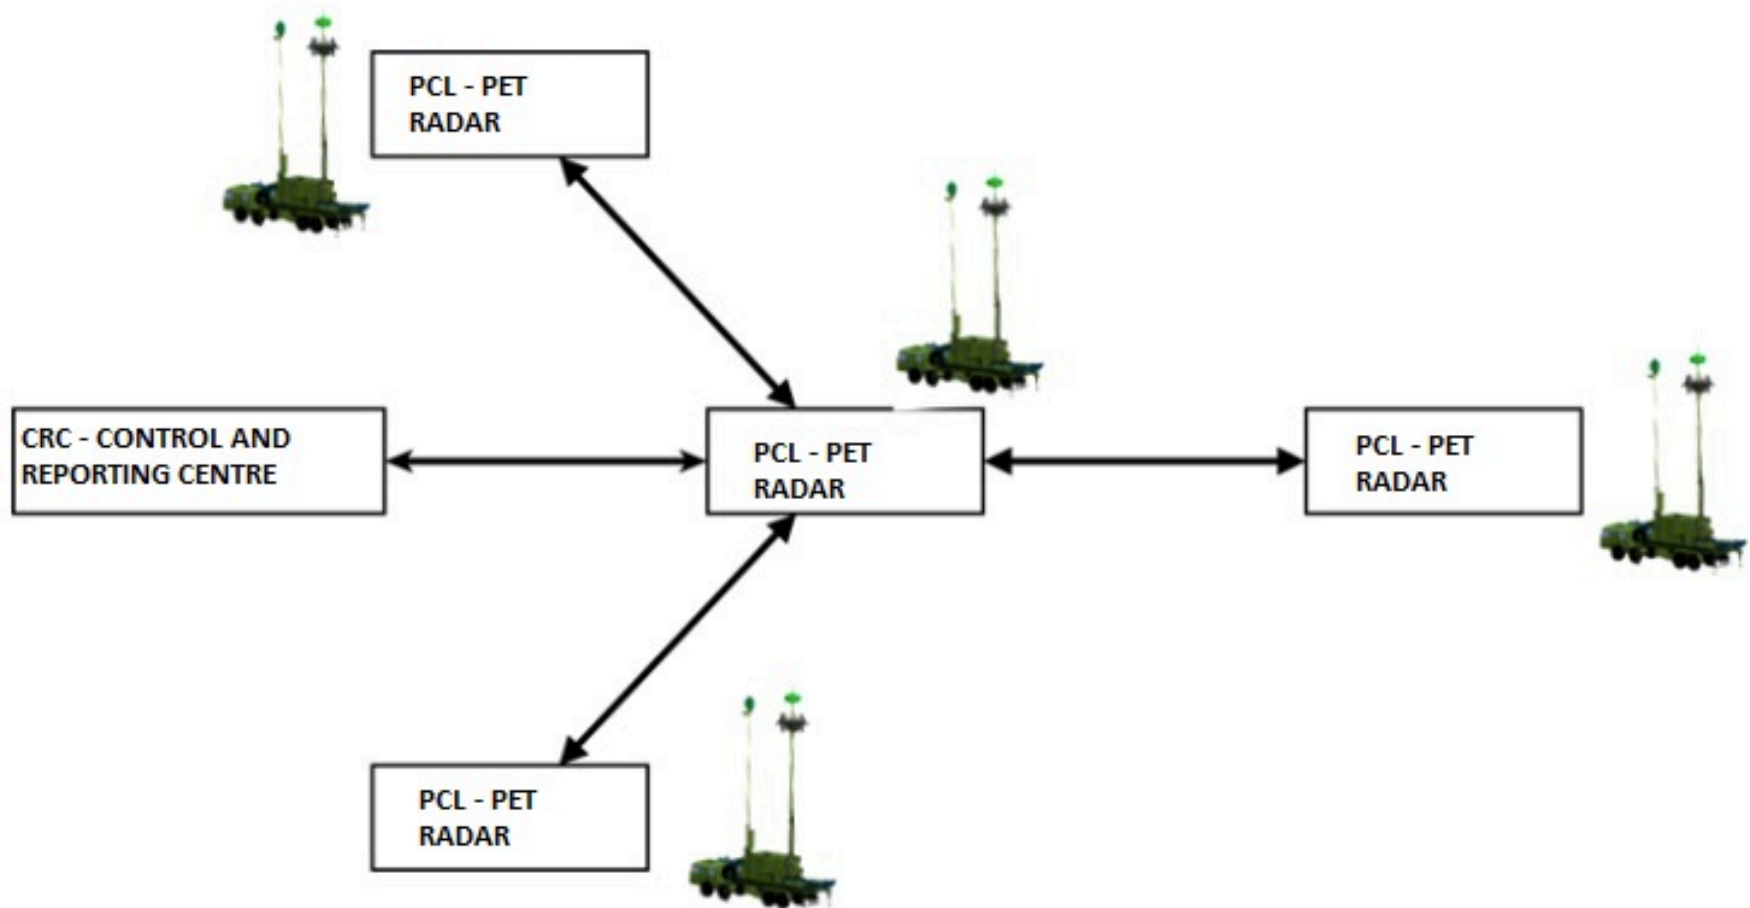 PCL - PET
RADAR
CRC - CONTROL AND
REPORTING CENTRE
PCL - PET
RADAR
PCL - PET
RADAR
PCL - PET
RADAR